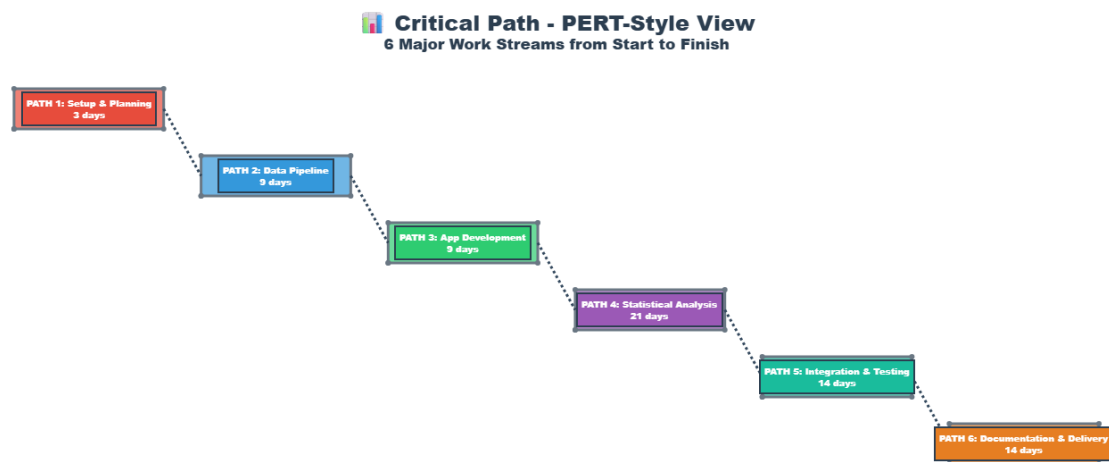 📊 Critical Path - PERT-Style View
6 Major Work Streams from Start to Finish
PATH 1: Setup & Planning
3 days
PATH 2: Data Pipeline
9 days
PATH 3: App Development
9 days
PATH 4: Statistical Analysis
21 days
PATH 5: Integration & Testing
14 days
PATH 6: Documentation & Delivery
14 days